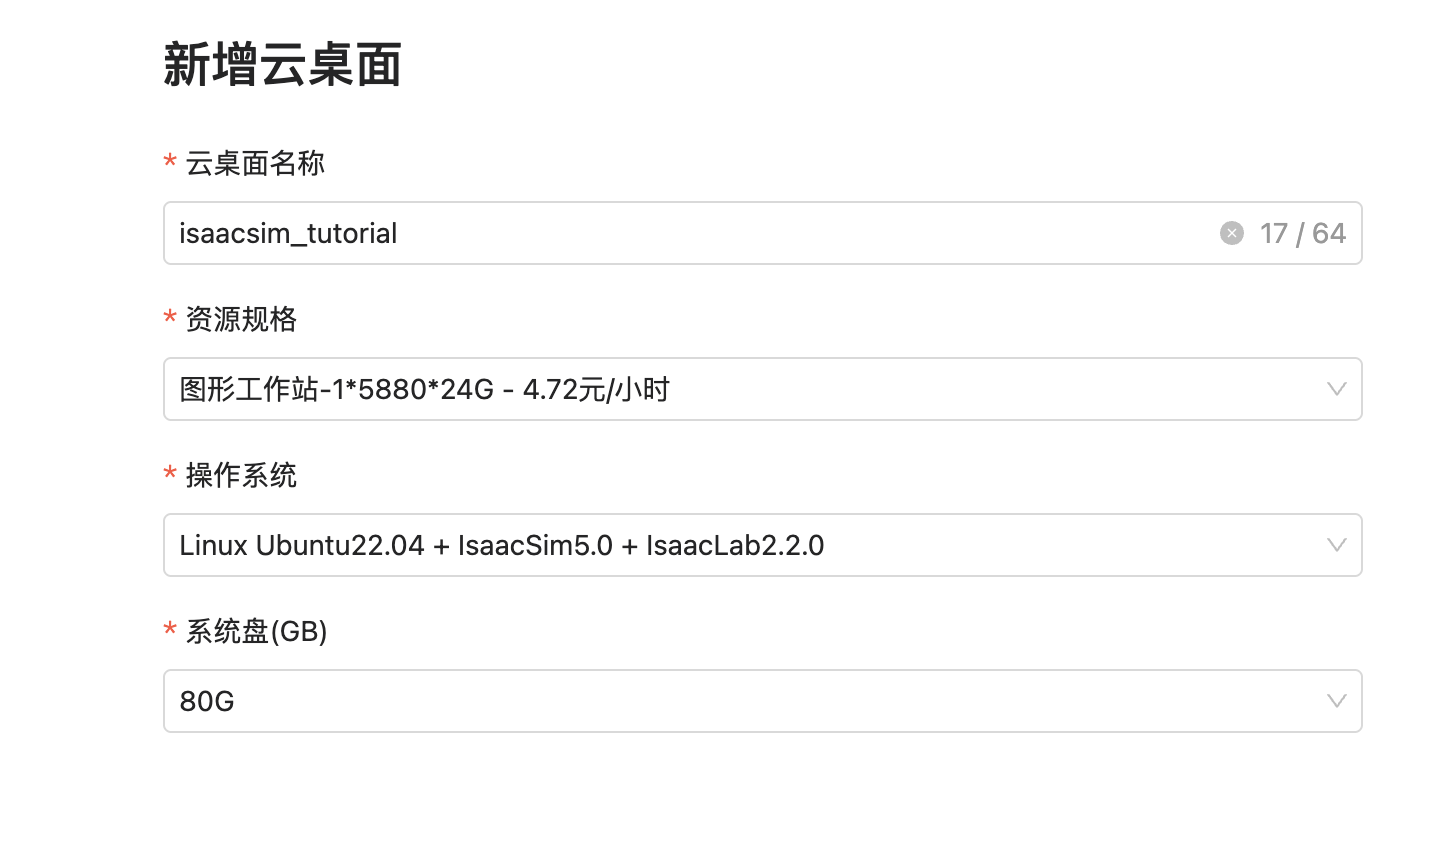 新增云桌面
* 云桌面名称
isaacsim_tutorial 17 / 64
* 资源规格
图形工作站-1*5880*24G - 4.72元/小时
* 操作系统
Linux Ubuntu22.04 + IsaacSim5.0 + IsaacLab2.2.0
* 系统盘(GB)
80G